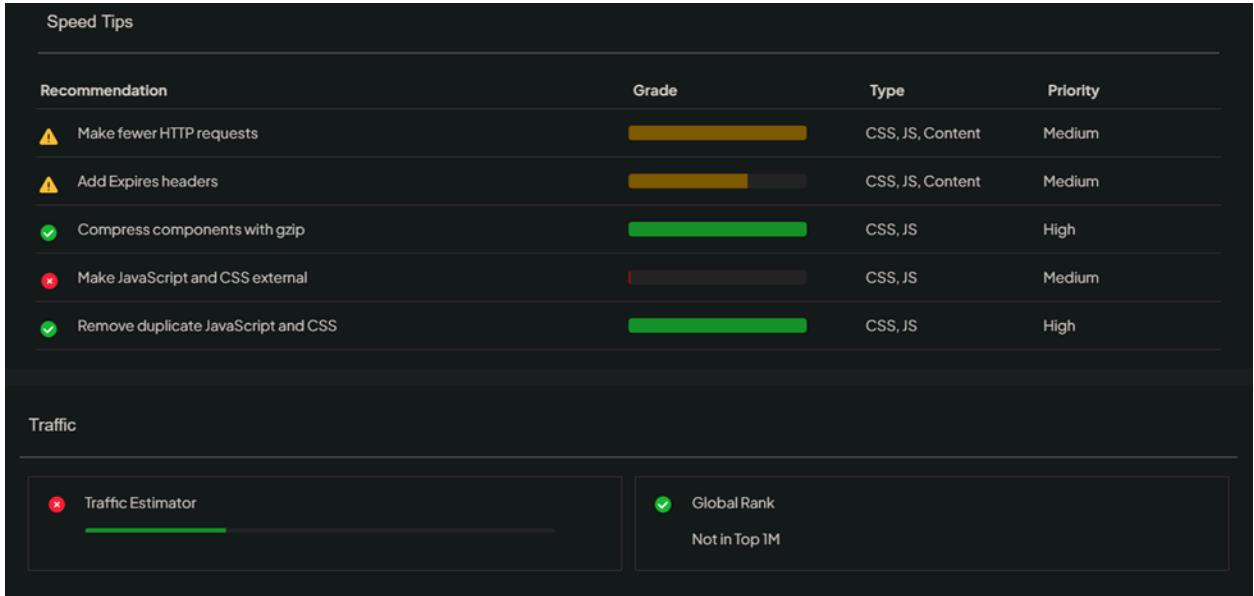 Speed Tips
Recommendation Grade Type Priority
Make fewer HTTP requests CSS, JS, Content Medium
Add Expires headers CSS, JS, Content Medium
Compress components with gzip CSS, JS High
Make JavaScript and CSS external CSS, JS Medium
Remove duplicate JavaScript and CSS CSS, JS High
Traffic
Traffic Estimator Global Rank
Not in Top 1M